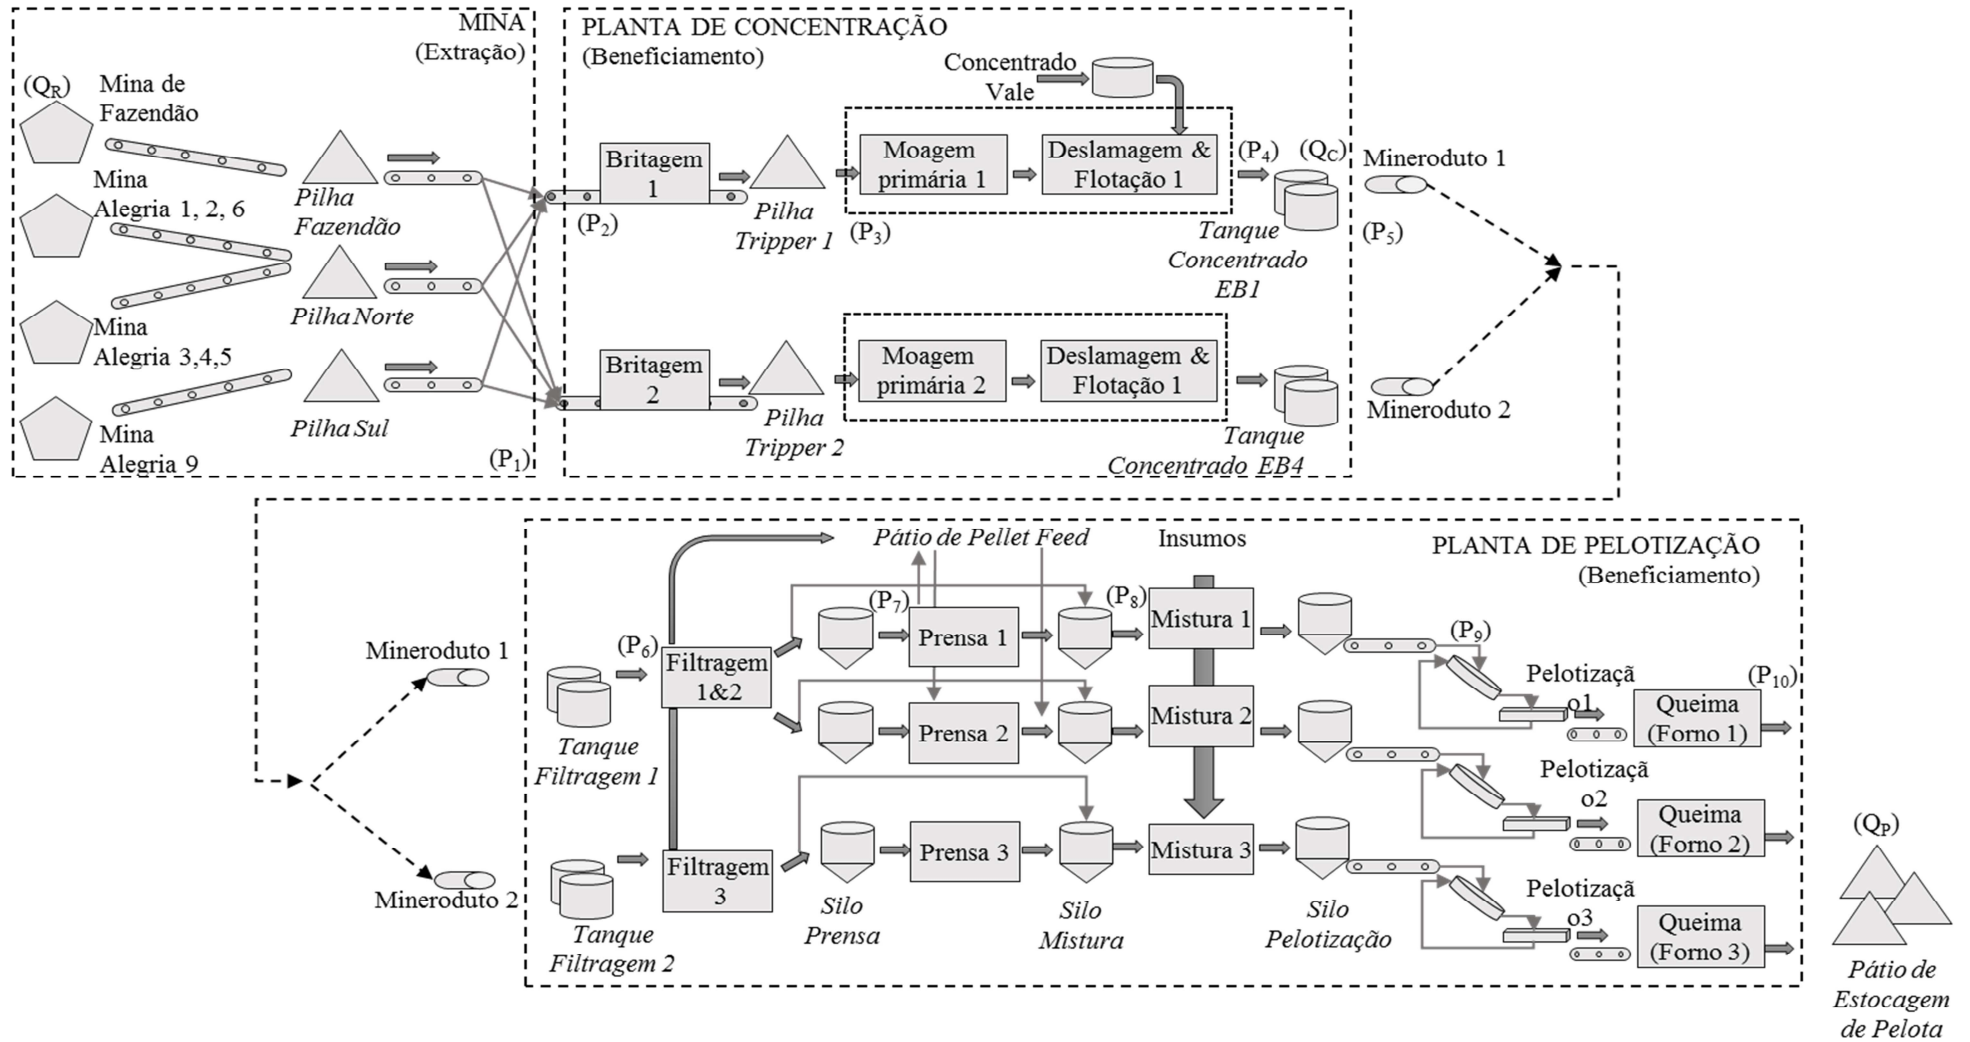 MINA
(Extração)
(QR)
Mina de
Fazendão
Mina
Alegria 1, 2, 6
Mina
Alegria 3,4,5
Mina
Alegria 9
Pilha
Fazendão
Pilha Norte
Pilha Sul
(P1)
PLANTA DE CONCENTRAÇÃO
(Beneficiamento)
Concentrado
Vale
Britagem
1
(P2)
Pilha
Tripper 1
Moagem
primária 1
Deslamagem &
Flotação 1
(P3)
(P4)
(QC)
Tanque
Concentrado
EB1
Britagem
2
Pilha
Tripper 2
Moagem
primária 2
Deslamagem &
Flotação 1
Tanque
Concentrado EB4
Mineroduto 1
(P5)
Mineroduto 2
Mineroduto 1
Mineroduto 2
PLANTA DE PELOTIZAÇÃO
(Beneficiamento)
Pátio de Pellet Feed
Insumos
(P6)
Tanque
Filtragem 1
Tanque
Filtragem 2
Filtragem
1&2
Filtragem
3
(P7)
Prensa 1
Prensa 2
Prensa 3
Silo
Prensa
(P8)
Silo
Mistura
Mistura 1
Mistura 2
Mistura 3
Silo
Pelotização
(P9)
Pelotizaçã
o1
Pelotizaçã
o2
Pelotizaçã
o3
(P10)
Queima
(Forno 1)
Queima
(Forno 2)
Queima
(Forno 3)
(QP)
Pátio de
Estocagem
de Pelota